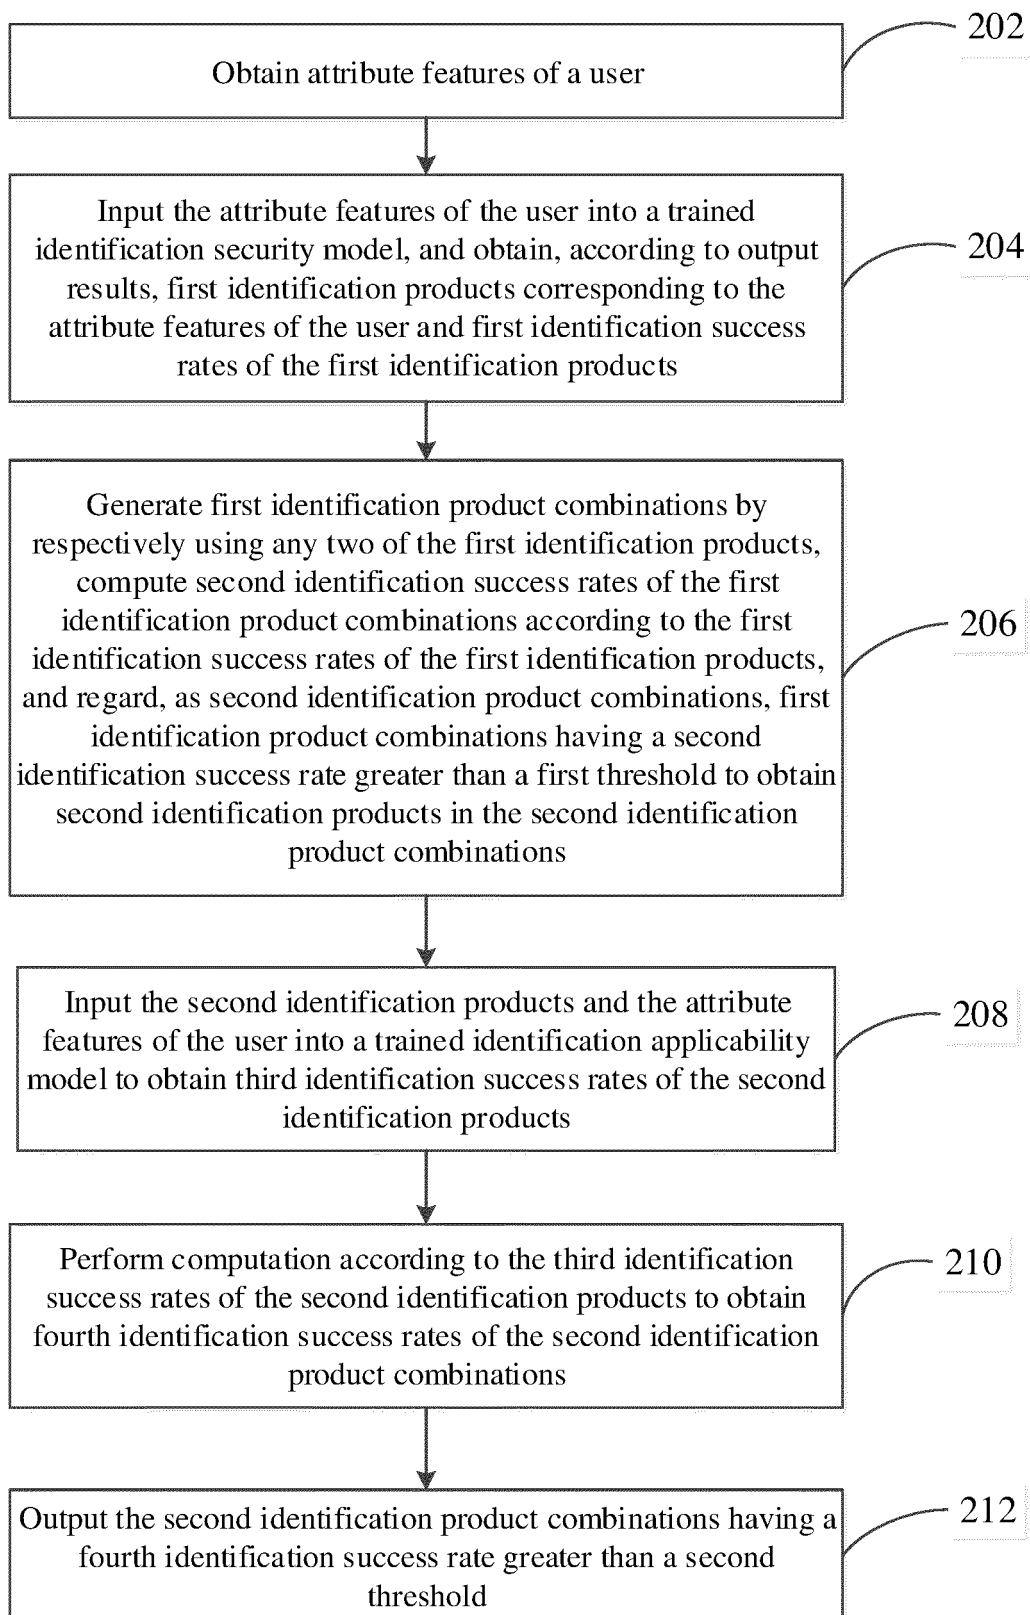 202
Obtain attribute features of a user
Input the attribute features of the user into a trained
identification security model, and obtain, according to output
results, first identification products corresponding to the
attribute features of the user and first identification success
rates of the first identification products
204
Generate first identification product combinations by
respectively using any two of the first identification products,
compute second identification success rates of the first
identification product combinations according to the first
identification success rates of the first identification products,
and regard, as second identification product combinations, first
identification product combinations having a second
identification success rate greater than a first threshold to obtain
second identification products in the second identification
product combinations
206
Input the second identification products and the attribute
features of the user into a trained identification applicability
model to obtain third identification success rates of the second
identification products
208
Perform computation according to the third identification
success rates of the second identification products to obtain
fourth identification success rates of the second identification
product combinations
210
Output the second identification product combinations having a
fourth identification success rate greater than a second
threshold
212